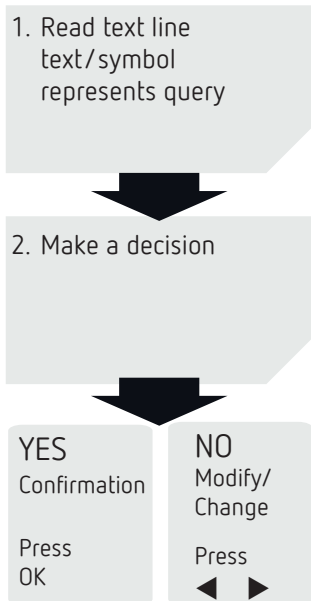 1. Read text line
text/symbol
represents query
2. Make a decision
YES
Confirmation
Press
OK
NO
Modify/
Change
Press
◀ ▶